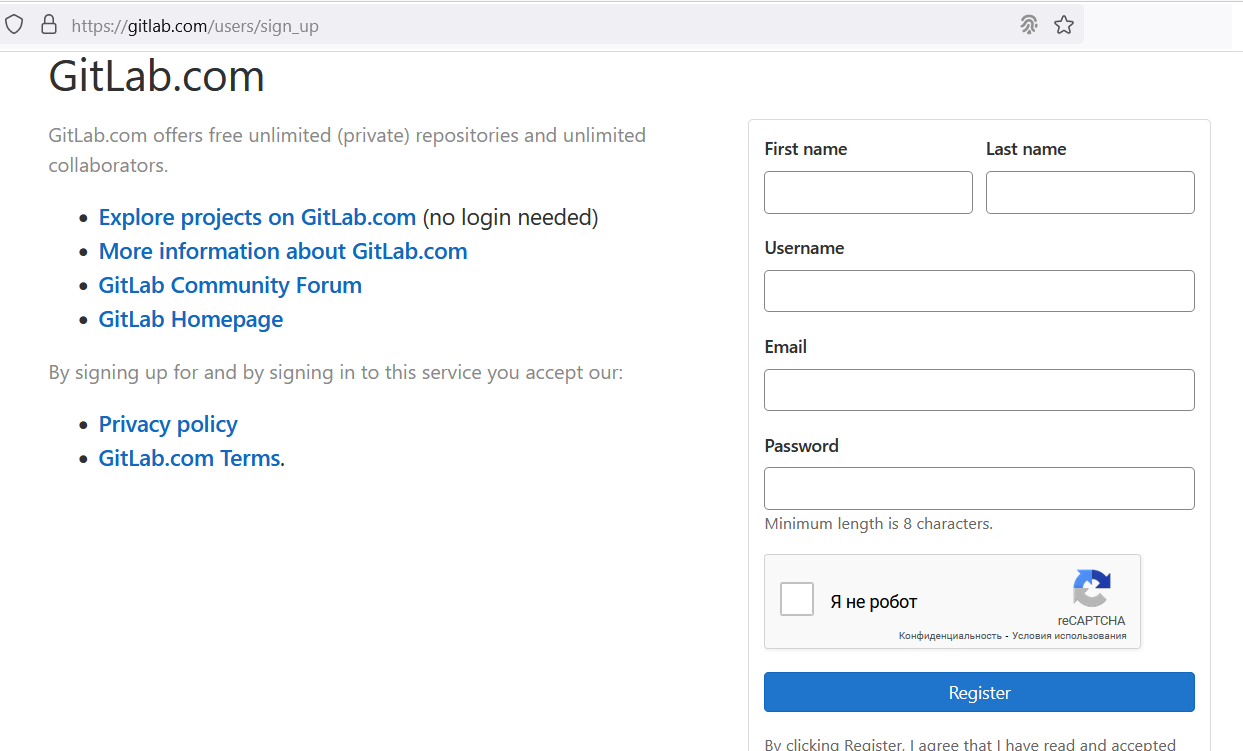 https://gitlab.com/users/sign_up
GitLab.com
GitLab.com offers free unlimited (private) repositories and unlimited
collaborators.
Explore projects on GitLab.com (no login needed)
More information about GitLab.com
GitLab Community Forum
GitLab Homepage
By signing up for and by signing in to this service you accept our:
Privacy policy
GitLab.com Terms.
First name
Last name
Username
Email
Password
Minimum length is 8 characters.
Я не робот
reCAPTCHA
Конфиденциальность - Условия использования
Register
By clicking Register, I agree that I have read and accepted